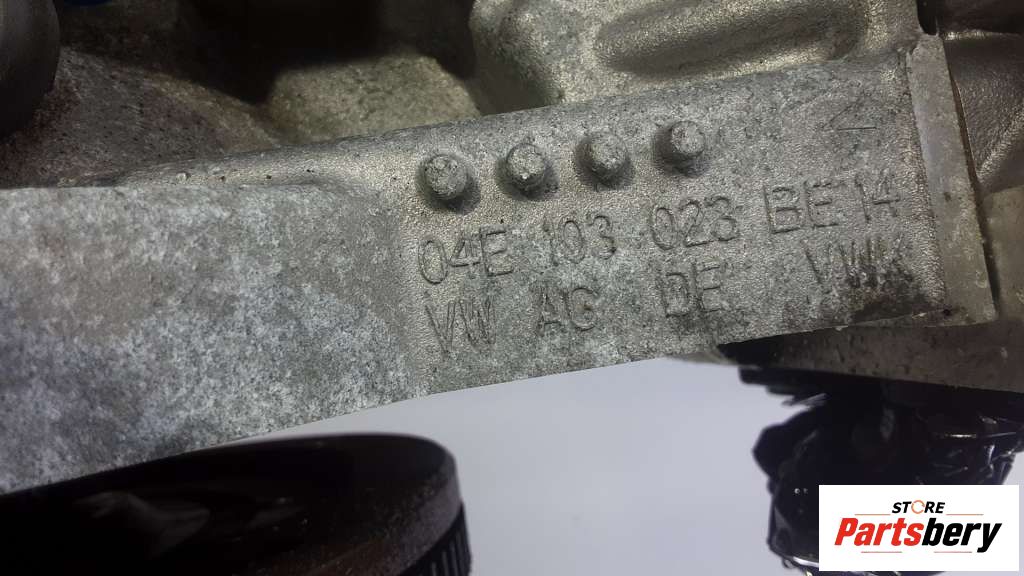 04E 103 023 BE 14
VW AG DE VWK
STORE
Partsbery